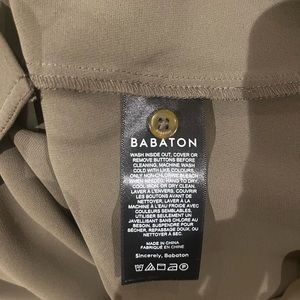 BABATON
WASH INSIDE OUT, COVER OR
REMOVE BUTTONS BEFORE
CLEANING, MACHINE WASH
COLD WITH LIKE COLOURS,
ONLY NON-CHLORINE BLEACH
WHEN NEEDED, HANG TO DRY,
COOL IRON, OR DRY CLEAN.
LAVER À L'ENVERS, COUVRIR
LES BOUTONS AVANT DE
NETTOYER, LAVER À LA
MACHINE À L'EAU FROIDE AVEC
COULEURS SEMBLABLES,
UTILISER SEULEMENT UN
JAVELLISANT SANS CHLORE AU
BESOIN, SUSPENDRE POUR
SÉCHER, REPASSAGE DOUX, OU
NETTOYAGE À SEC.
MADE IN CHINA
FABRIQUÉ EN CHINE
Sincerely, Babaton